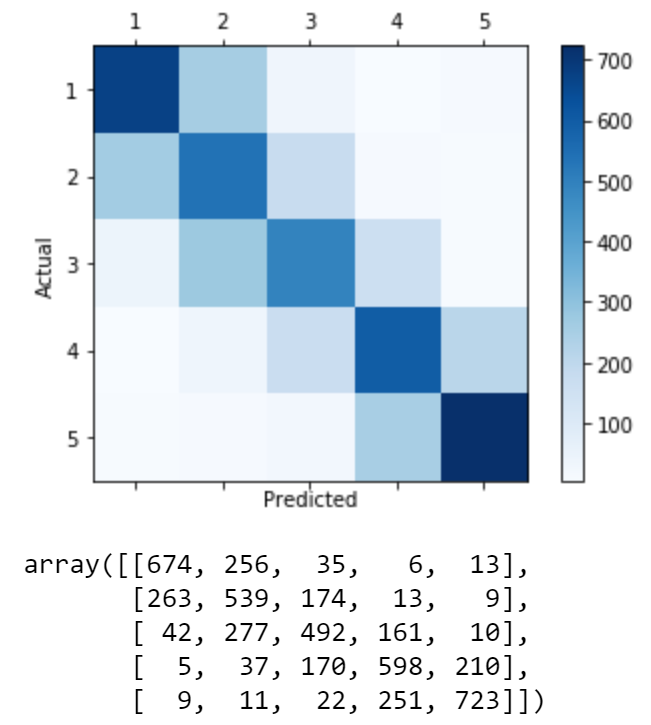 1 2 3 4 5
1
2
3
4
5
Actual
Predicted
700
600
500
400
300
200
100
array([[674, 256, 35, 6, 13],
[263, 539, 174, 13, 9],
[ 42, 277, 492, 161, 10],
[ 5, 37, 170, 598, 210],
[ 9, 11, 22, 251, 723]])